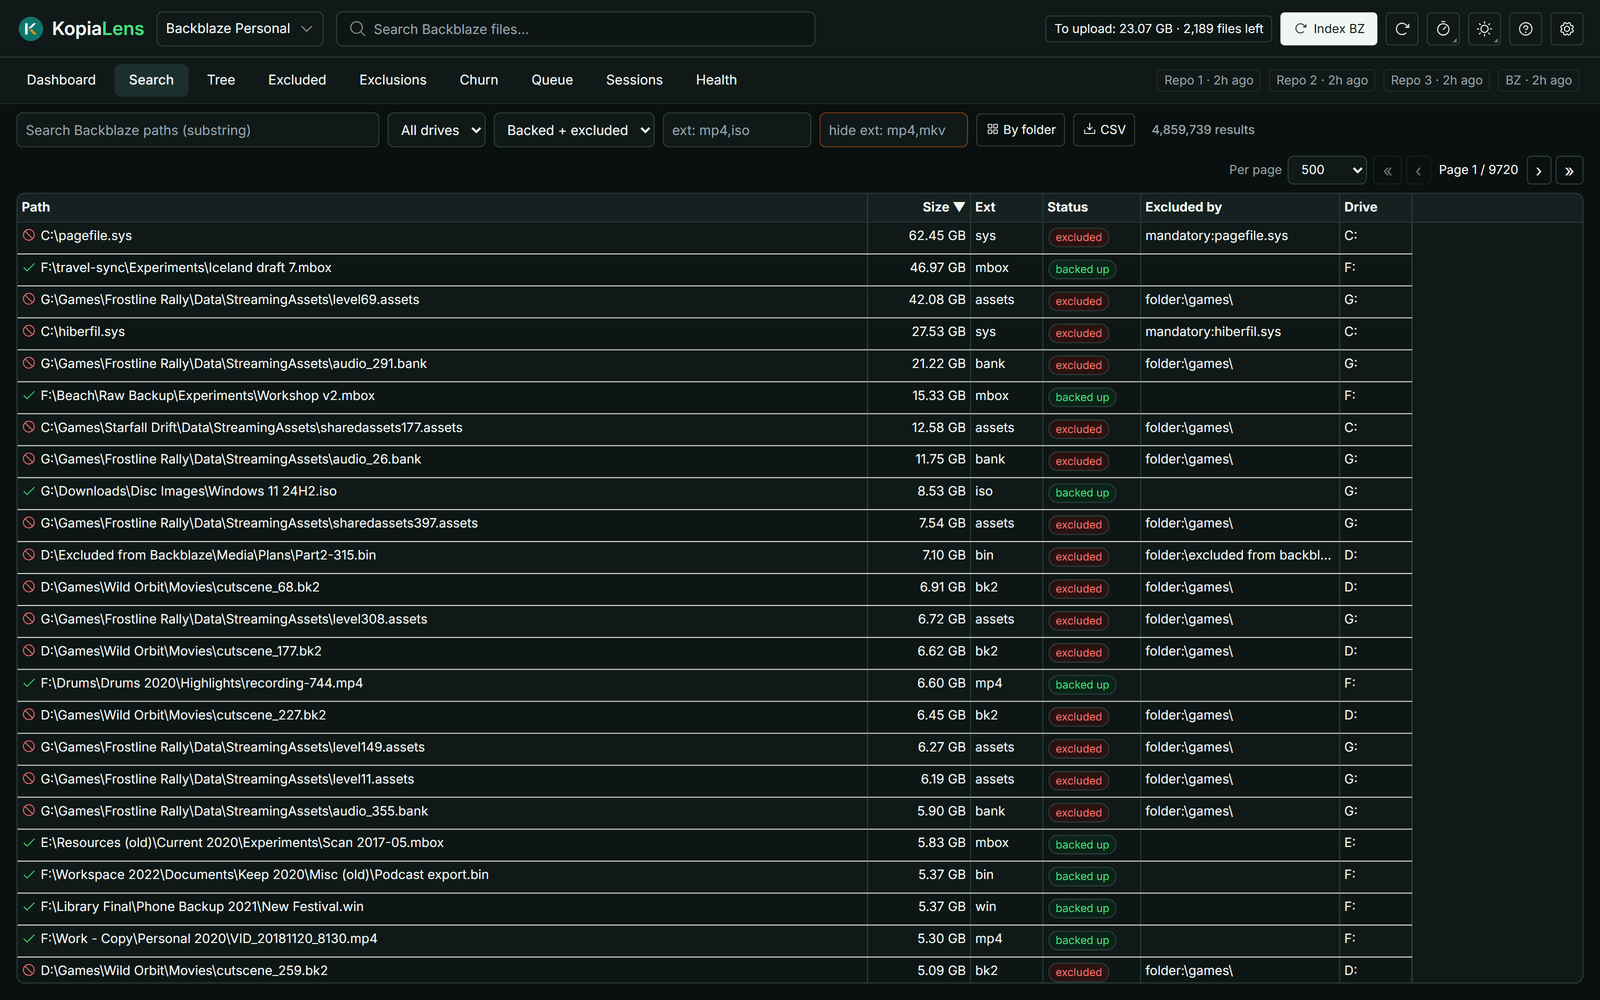 KopiaLens Backblaze Personal Search Backblaze files... To upload: 23.07 GB · 2,189 files left Index BZ
Dashboard Search Tree Excluded Exclusions Churn Queue Sessions Health Repo 1 · 2h ago Repo 2 · 2h ago Repo 3 · 2h ago BZ · 2h ago
Search Backblaze paths (substring) All drives Backed + excluded ext: mp4,iso hide ext: mp4,mkv By folder CSV 4,859,739 results
Per page 500 « ‹ Page 1 / 9720 › »
Path Size ▼ Ext Status Excluded by Drive
C:\pagefile.sys 62.45 GB sys excluded mandatory:pagefile.sys C:
F:\travel-sync\Experiments\Iceland draft 7.mbox 46.97 GB mbox backed up F:
G:\Games\Frostline Rally\Data\StreamingAssets\level69.assets 42.08 GB assets excluded folder:\games\ G:
C:\hiberfil.sys 27.53 GB sys excluded mandatory:hiberfil.sys C:
G:\Games\Frostline Rally\Data\StreamingAssets\audio_291.bank 21.22 GB bank excluded folder:\games\ G:
F:\Beach\Raw Backup\Experiments\Workshop v2.mbox 15.33 GB mbox backed up F:
C:\Games\Starfall Drift\Data\StreamingAssets\sharedassets177.assets 12.58 GB assets excluded folder:\games\ C:
G:\Games\Frostline Rally\Data\StreamingAssets\audio_26.bank 11.75 GB bank excluded folder:\games\ G:
G:\Downloads\Disc Images\Windows 11 24H2.iso 8.53 GB iso backed up G:
G:\Games\Frostline Rally\Data\StreamingAssets\sharedassets397.assets 7.54 GB assets excluded folder:\games\ G:
D:\Excluded from Backblaze\Media\Plans\Part2-315.bin 7.10 GB bin excluded folder:\excluded from backbl... D:
D:\Games\Wild Orbit\Movies\cutscene_68.bk2 6.91 GB bk2 excluded folder:\games\ D:
G:\Games\Frostline Rally\Data\StreamingAssets\level308.assets 6.72 GB assets excluded folder:\games\ G:
D:\Games\Wild Orbit\Movies\cutscene_177.bk2 6.62 GB bk2 excluded folder:\games\ D:
F:\Drums\Drums 2020\Highlights\recording-744.mp4 6.60 GB mp4 backed up F:
D:\Games\Wild Orbit\Movies\cutscene_227.bk2 6.45 GB bk2 excluded folder:\games\ D:
G:\Games\Frostline Rally\Data\StreamingAssets\level149.assets 6.27 GB assets excluded folder:\games\ G:
G:\Games\Frostline Rally\Data\StreamingAssets\level11.assets 6.19 GB assets excluded folder:\games\ G:
G:\Games\Frostline Rally\Data\StreamingAssets\audio_355.bank 5.90 GB bank excluded folder:\games\ G:
E:\Resources (old)\Current 2020\Experiments\Scan 2017-05.mbox 5.83 GB mbox backed up E:
F:\Workspace 2022\Documents\Keep 2020\Misc (old)\Podcast export.bin 5.37 GB bin backed up F:
F:\Library Final\Phone Backup 2021\New Festival.win 5.37 GB win backed up F:
F:\Work - Copy\Personal 2020\VID_20181120_8130.mp4 5.30 GB mp4 backed up F:
D:\Games\Wild Orbit\Movies\cutscene_259.bk2 5.09 GB bk2 excluded folder:\games\ D: